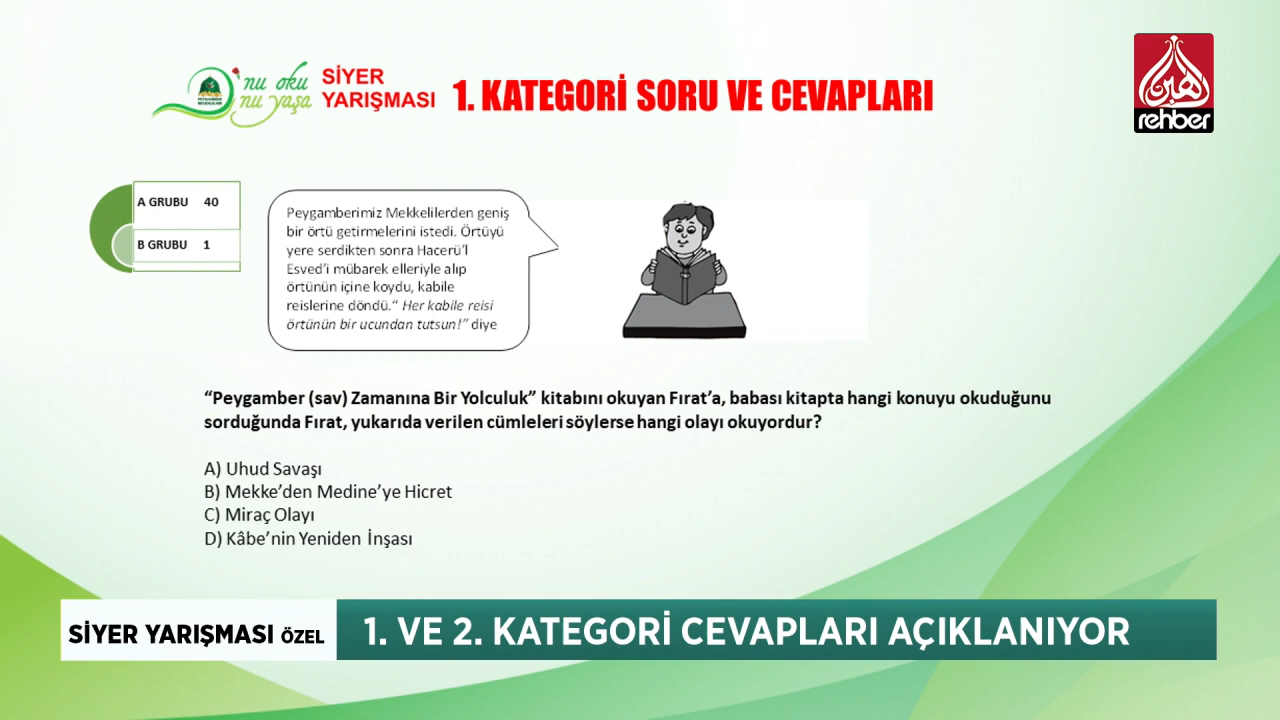 'nu oku
nu yaşa
PEYGAMBER
SEVDALILARI
SİYER
YARIŞMASI
1. KATEGORİ SORU VE CEVAPLARI
rehber
A GRUBU 40
B GRUBU 1
Peygamberimiz Mekkelilerden geniş
bir örtü getirmelerini istedi. Örtüyü
yere serdikten sonra Hacerü’l
Esved’i mübarek elleriyle alıp
örtünün içine koydu, kabile
reislerine döndü.“ Her kabile reisi
örtünün bir ucundan tutsun!” diye
“Peygamber (sav) Zamanına Bir Yolculuk” kitabını okuyan Fırat’a, babası kitapta hangi konuyu okuduğunu
sorduğunda Fırat, yukarıda verilen cümleleri söylerse hangi olayı okuyordur?
A) Uhud Savaşı
B) Mekke’den Medine’ye Hicret
C) Miraç Olayı
D) Kâbe’nin Yeniden İnşası
SİYER YARIŞMASI ÖZEL
1. VE 2. KATEGORİ CEVAPLARI AÇIKLANIYOR